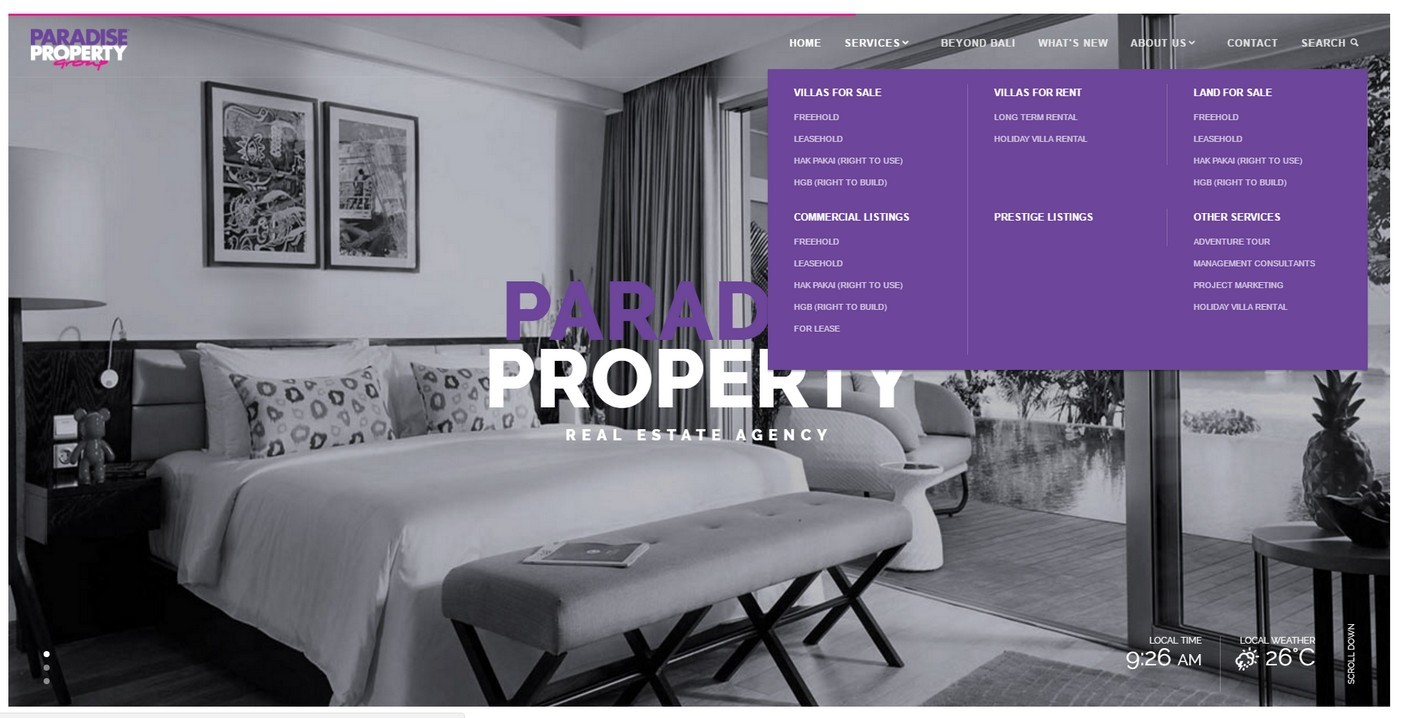 PARADISE
PROPERTY
Group
HOME SERVICES BEYOND BALI WHAT'S NEW ABOUT US CONTACT SEARCH
VILLAS FOR SALE
FREEHOLD
LEASEHOLD
HAK PAKAI (RIGHT TO USE)
HGB (RIGHT TO BUILD)
VILLAS FOR RENT
LONG TERM RENTAL
HOLIDAY VILLA RENTAL
LAND FOR SALE
FREEHOLD
LEASEHOLD
HAK PAKAI (RIGHT TO USE)
HGB (RIGHT TO BUILD)
COMMERCIAL LISTINGS
FREEHOLD
LEASEHOLD
HAK PAKAI (RIGHT TO USE)
HGB (RIGHT TO BUILD)
FOR LEASE
PRESTIGE LISTINGS
OTHER SERVICES
ADVENTURE TOUR
MANAGEMENT CONSULTANTS
PROJECT MARKETING
HOLIDAY VILLA RENTAL
PARAD
PROPERTY
REAL ESTATE AGENCY
LOCAL TIME
9:26 AM
LOCAL WEATHER
26°C
SCROLL DOWN